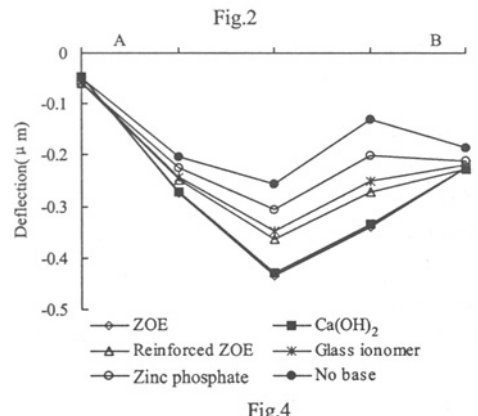 Fig.2
A B
0
-0.1
-0.2
-0.3
-0.4
-0.5
Deflection(μm)
ZOE Ca(OH)₂
Reinforced ZOE Glass ionomer
Zinc phosphate No base
Fig.4